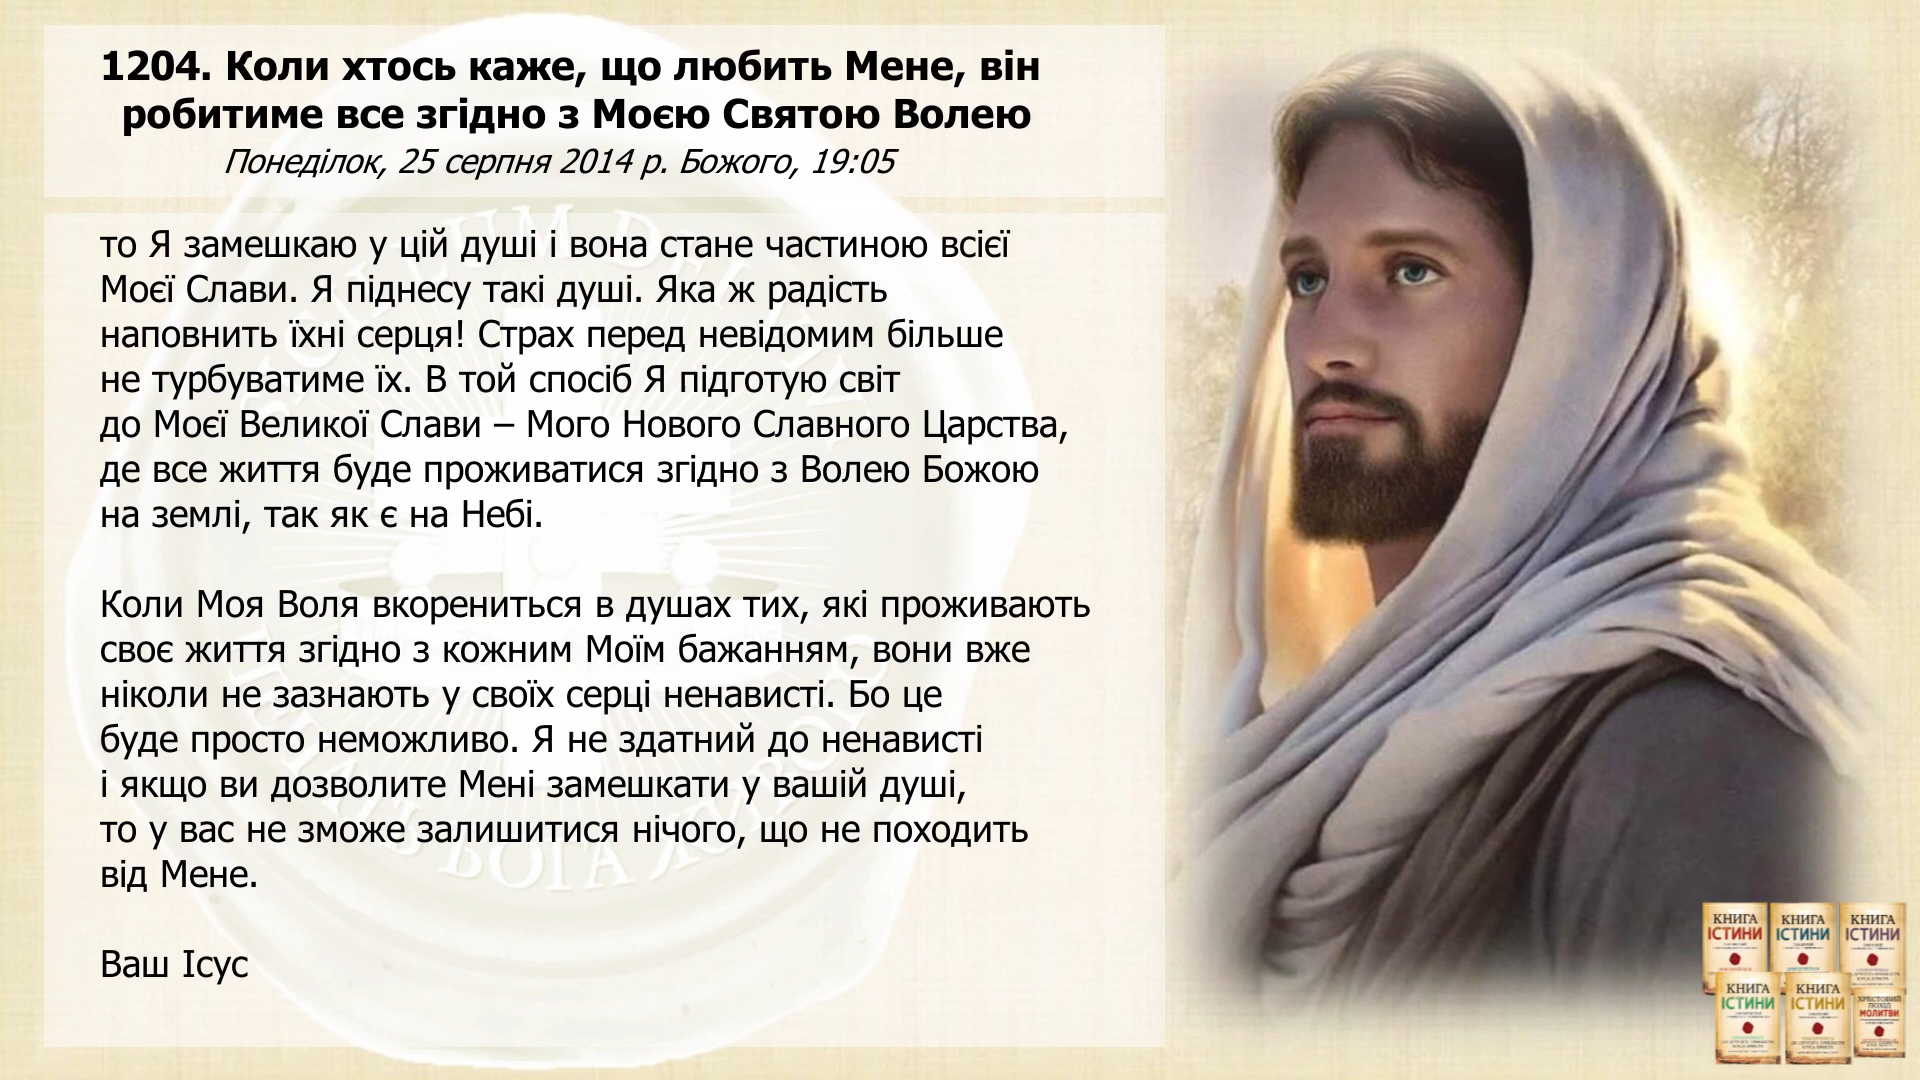 1204. Коли хтось каже, що любить Мене, він
робитиме все згідно з Моєю Святою Волею
Понеділок, 25 серпня 2014 р. Божого, 19:05
то Я замешкаю у цій душі і вона стане частиною всієї
Моєї Слави. Я піднесу такі душі. Яка ж радість
наповнить їхні серця! Страх перед невідомим більше
не турбуватиме їх. В той спосіб Я підготую світ
до Моєї Великої Слави – Мого Нового Славного Царства,
де все життя буде проживатися згідно з Волею Божою
на землі, так як є на Небі.
Коли Моя Воля вкорениться в душах тих, які проживають
своє життя згідно з кожним Моїм бажанням, вони вже
ніколи не зазнають у своїх серці ненависті. Бо це
буде просто неможливо. Я не здатний до ненависті
і якщо ви дозволите Мені замешкати у вашій душі,
то у вас не зможе залишитися нічого, що не походить
від Мене.
Ваш Ісус
КНИГА
ІСТИНИ
КНИГА
ІСТИНИ
КНИГА
ІСТИНИ
КНИГА
ІСТИНИ
КНИГА
ІСТИНИ
ХРЕСТОВИЙ
ПОХІД
МОЛИТВИ